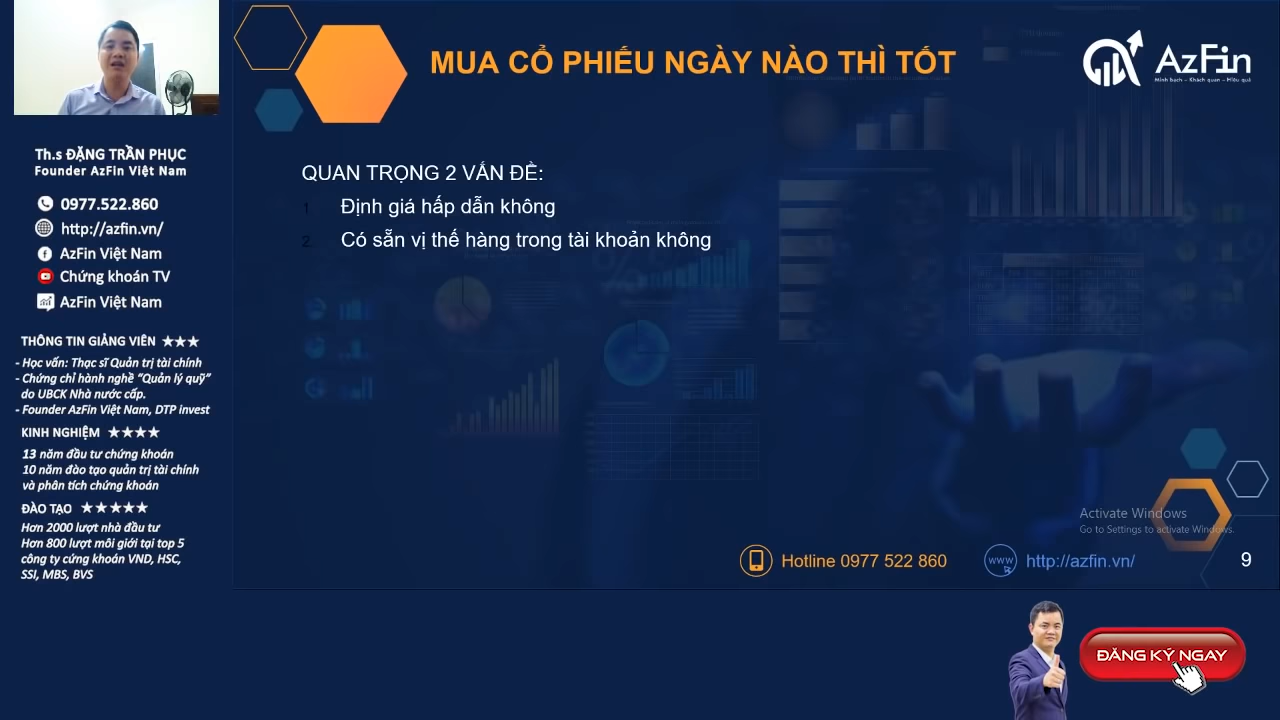 Th.s ĐẶNG TRẦN PHỤC
Founder AzFin Việt Nam
0977.522.860
http://azfin.vn/
AzFin Việt Nam
Chứng khoán TV
AzFin Việt Nam
THÔNG TIN GIẢNG VIÊN ★★★
- Học vấn: Thạc sĩ Quản trị tài chính
- Chứng chỉ hành nghề "Quản lý quỹ"
do UBCK Nhà nước cấp.
- Founder AzFin Việt Nam, DTP invest
KINH NGHIỆM ★★★★
13 năm đầu tư chứng khoán
10 năm đào tạo quản trị tài chính
và phân tích chứng khoán
ĐÀO TẠO ★★★★★
Hơn 2000 lượt nhà đầu tư
Hơn 800 lượt môi giới tại top 5
công ty cứng khoán VND, HSC,
SSI, MBS, BVS
MUA CỔ PHIẾU NGÀY NÀO THÌ TỐT
AzFin
Minh bạch – Khách quan – Hiệu quả
QUAN TRỌNG 2 VẤN ĐỀ:
1. Định giá hấp dẫn không
2. Có sẵn vị thế hàng trong tài khoản không
Activate Windows
Go to Settings to activate Windows.
Hotline 0977 522 860
www
http://azfin.vn/
9
ĐĂNG KÝ NGAY